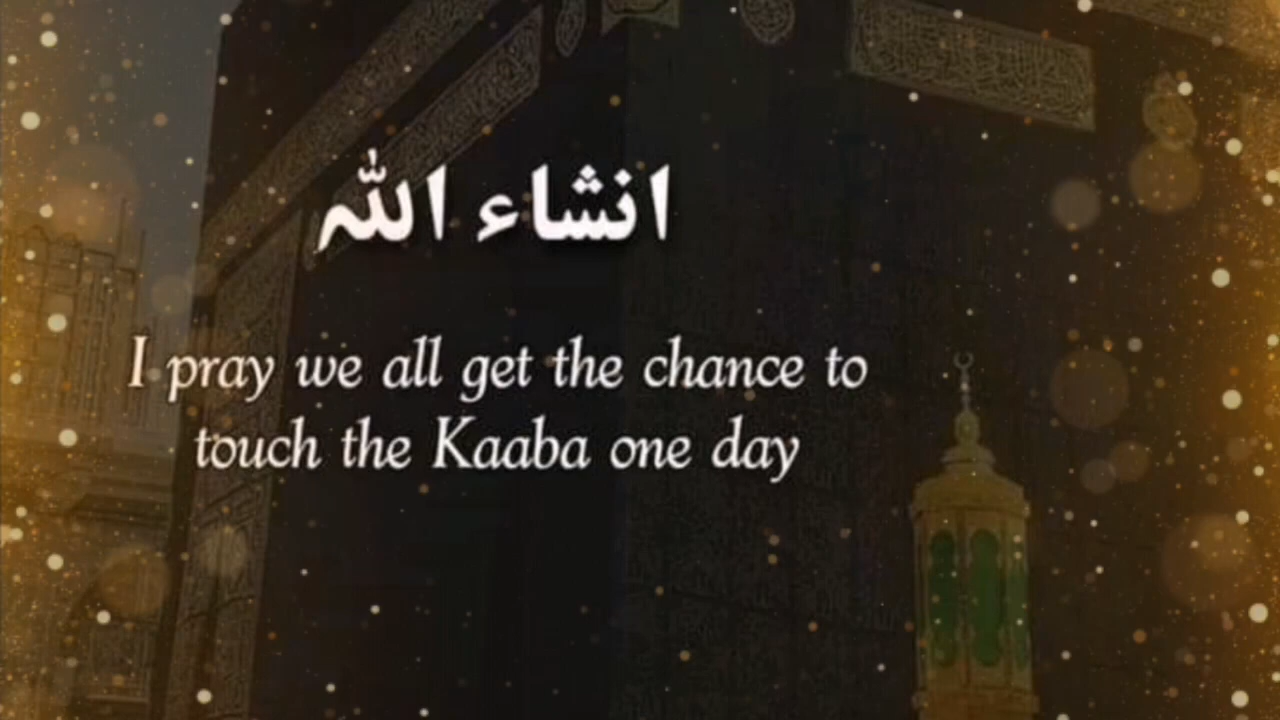 انشاء اللہ
I pray we all get the chance to
touch the Kaaba one day